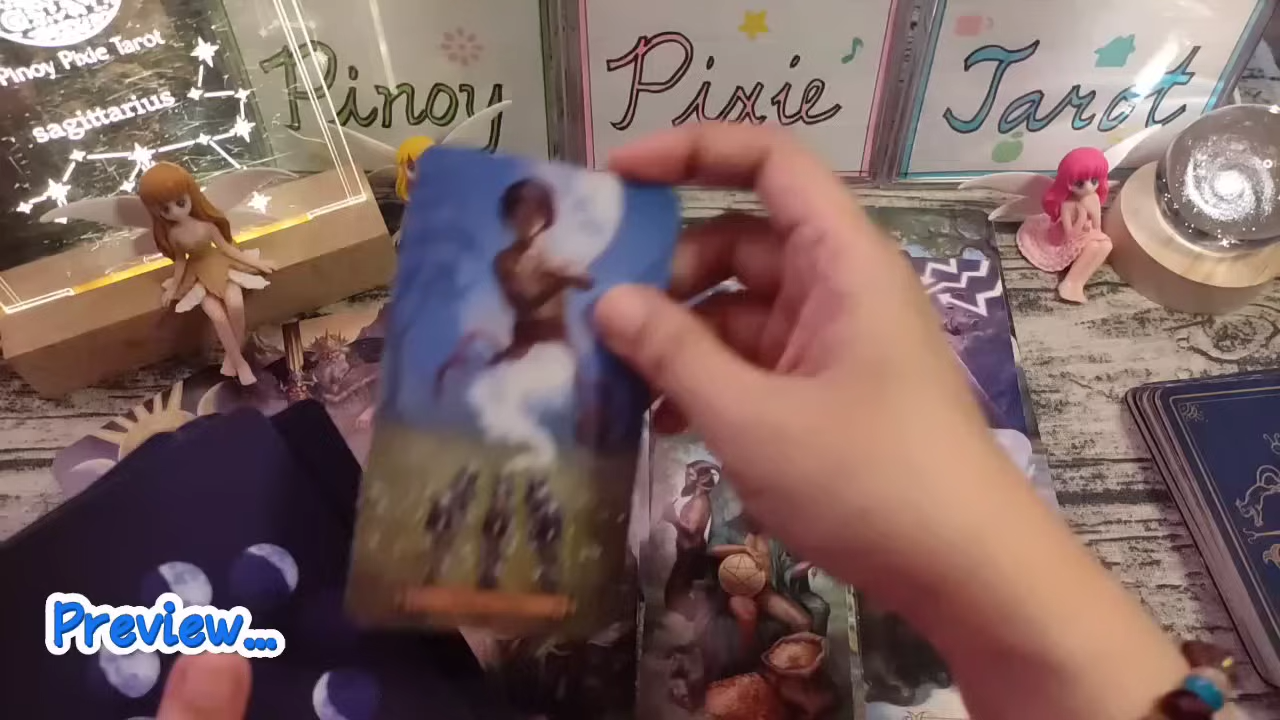 Pinoy Pixie Tarot
sagittarius
Pinoy
Pixie
Tarot
Preview...